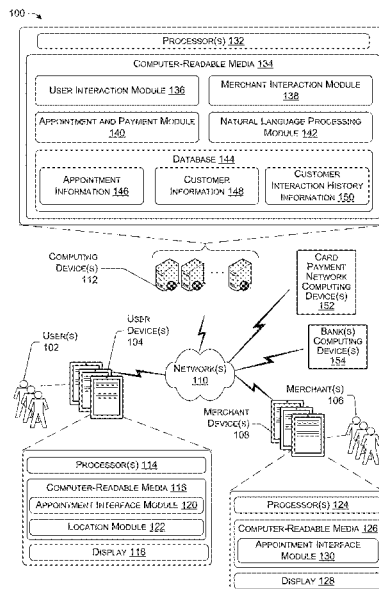 100
PROCESSOR(S) 132
COMPUTER-READABLE MEDIA 134
USER INTERACTION MODULE 136
MERCHANT INTERACTION MODULE
138
APPOINTMENT AND PAYMENT MODULE
140
NATURAL LANGUAGE PROCESSING
MODULE 142
DATABASE 144
APPOINTMENT
INFORMATION 146
CUSTOMER
INFORMATION 148
CUSTOMER
INTERACTION HISTORY
INFORMATION 150
COMPUTING
DEVICE(S)
112
CARD
PAYMENT
NETWORK
COMPUTING
DEVICE(S)
152
BANK(S)
COMPUTING
DEVICE(S)
154
USER
DEVICE(S)
104
USER(S)
102
NETWORK(S)
110
MERCHANT(S)
106
MERCHANT
DEVICE(S)
108
PROCESSOR(S) 114
COMPUTER-READABLE MEDIA 116
APPOINTMENT INTERFACE MODULE 120
LOCATION MODULE 122
DISPLAY 118
PROCESSOR(S) 124
COMPUTER-READABLE MEDIA 126
APPOINTMENT INTERFACE
MODULE 130
DISPLAY 128